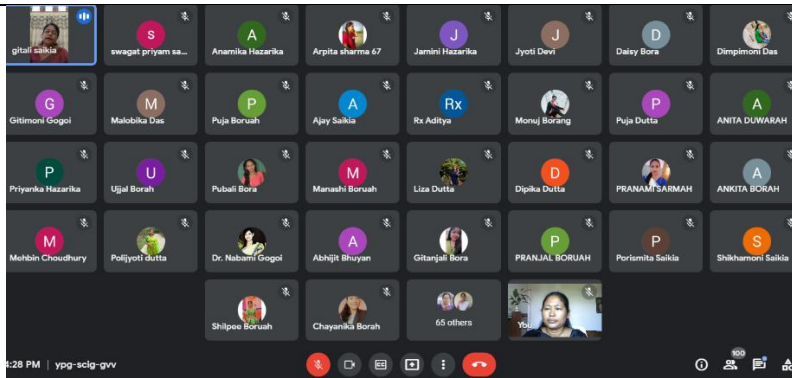 gitali saikia
S
swagat priyam sa...
A
Anamika Hazarika
Arpita sharma 67
J
Jamini Hazarika
J
Jyoti Devi
D
Daisy Bora
Dimpimoni Das
G
Gitimoni Gogoi
M
Malobika Das
P
Puja Boruah
A
Ajay Saikia
Rx
Rx Aditya
Monuj Borang
P
Puja Dutta
A
ANITA DUWARAH
P
Priyanka Hazarika
U
Ujjal Borah
Pubali Bora
M
Manashi Boruah
Liza Dutta
D
Dipika Dutta
PRANAMI SARMAH
A
ANKITA BORAH
M
Mehbin Choudhury
Polijyoti dutta
Dr. Nabami Gogoi
A
Abhijit Bhuyan
Gitanjali Bora
P
PRANJAL BORUAH
P
Porismita Saikia
S
Shikhamoni Saikia
Shilpee Boruah
Chayanika Borah
65 others
You
4:28 PM | ypg-scig-gvv
CC
100